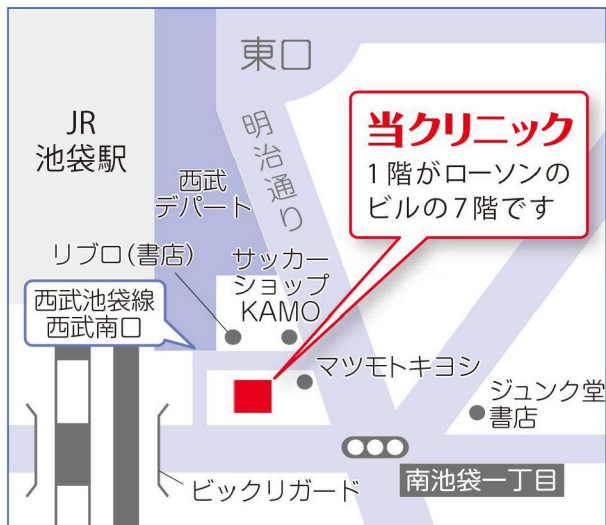 東口
JR
池袋駅
明治通り
西武
デパート
当クリニック
1階がローソンの
ビルの7階です
リブロ(書店)
サッカー
ショップ
KAMO
西武池袋線
西武南口
マツモトキヨシ
ジュンク堂
書店
ビックリガード
南池袋一丁目